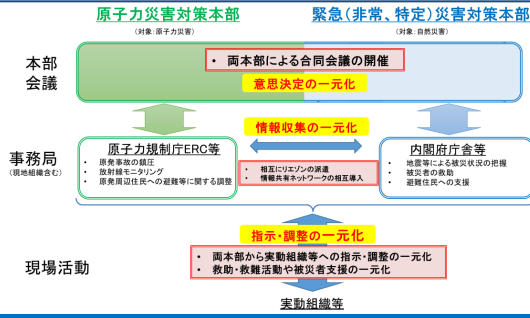 原子力災害対策本部
(対象:原子力災害)
緊急(非常、特定)災害対策本部
(対象:自然災害)
本部
会議
・ 両本部による合同会議の開催
意思決定の一元化
情報収集の一元化
事務局
(現地組織含む)
原子力規制庁ERC等
・ 原発事故の鎮圧
・ 放射線モニタリング
・ 原発周辺住民への避難等に関する調整
・ 相互にリエゾンの派遣
・ 情報共有ネットワークの相互導入
内閣府庁舎等
・ 地震等による被災状況の把握
・ 被災者の救助
・ 避難住民への支援
指示・調整の一元化
現場活動
・ 両本部から実動組織等への指示・調整の一元化
・ 救助・救難活動や被災者支援の一元化
実動組織等